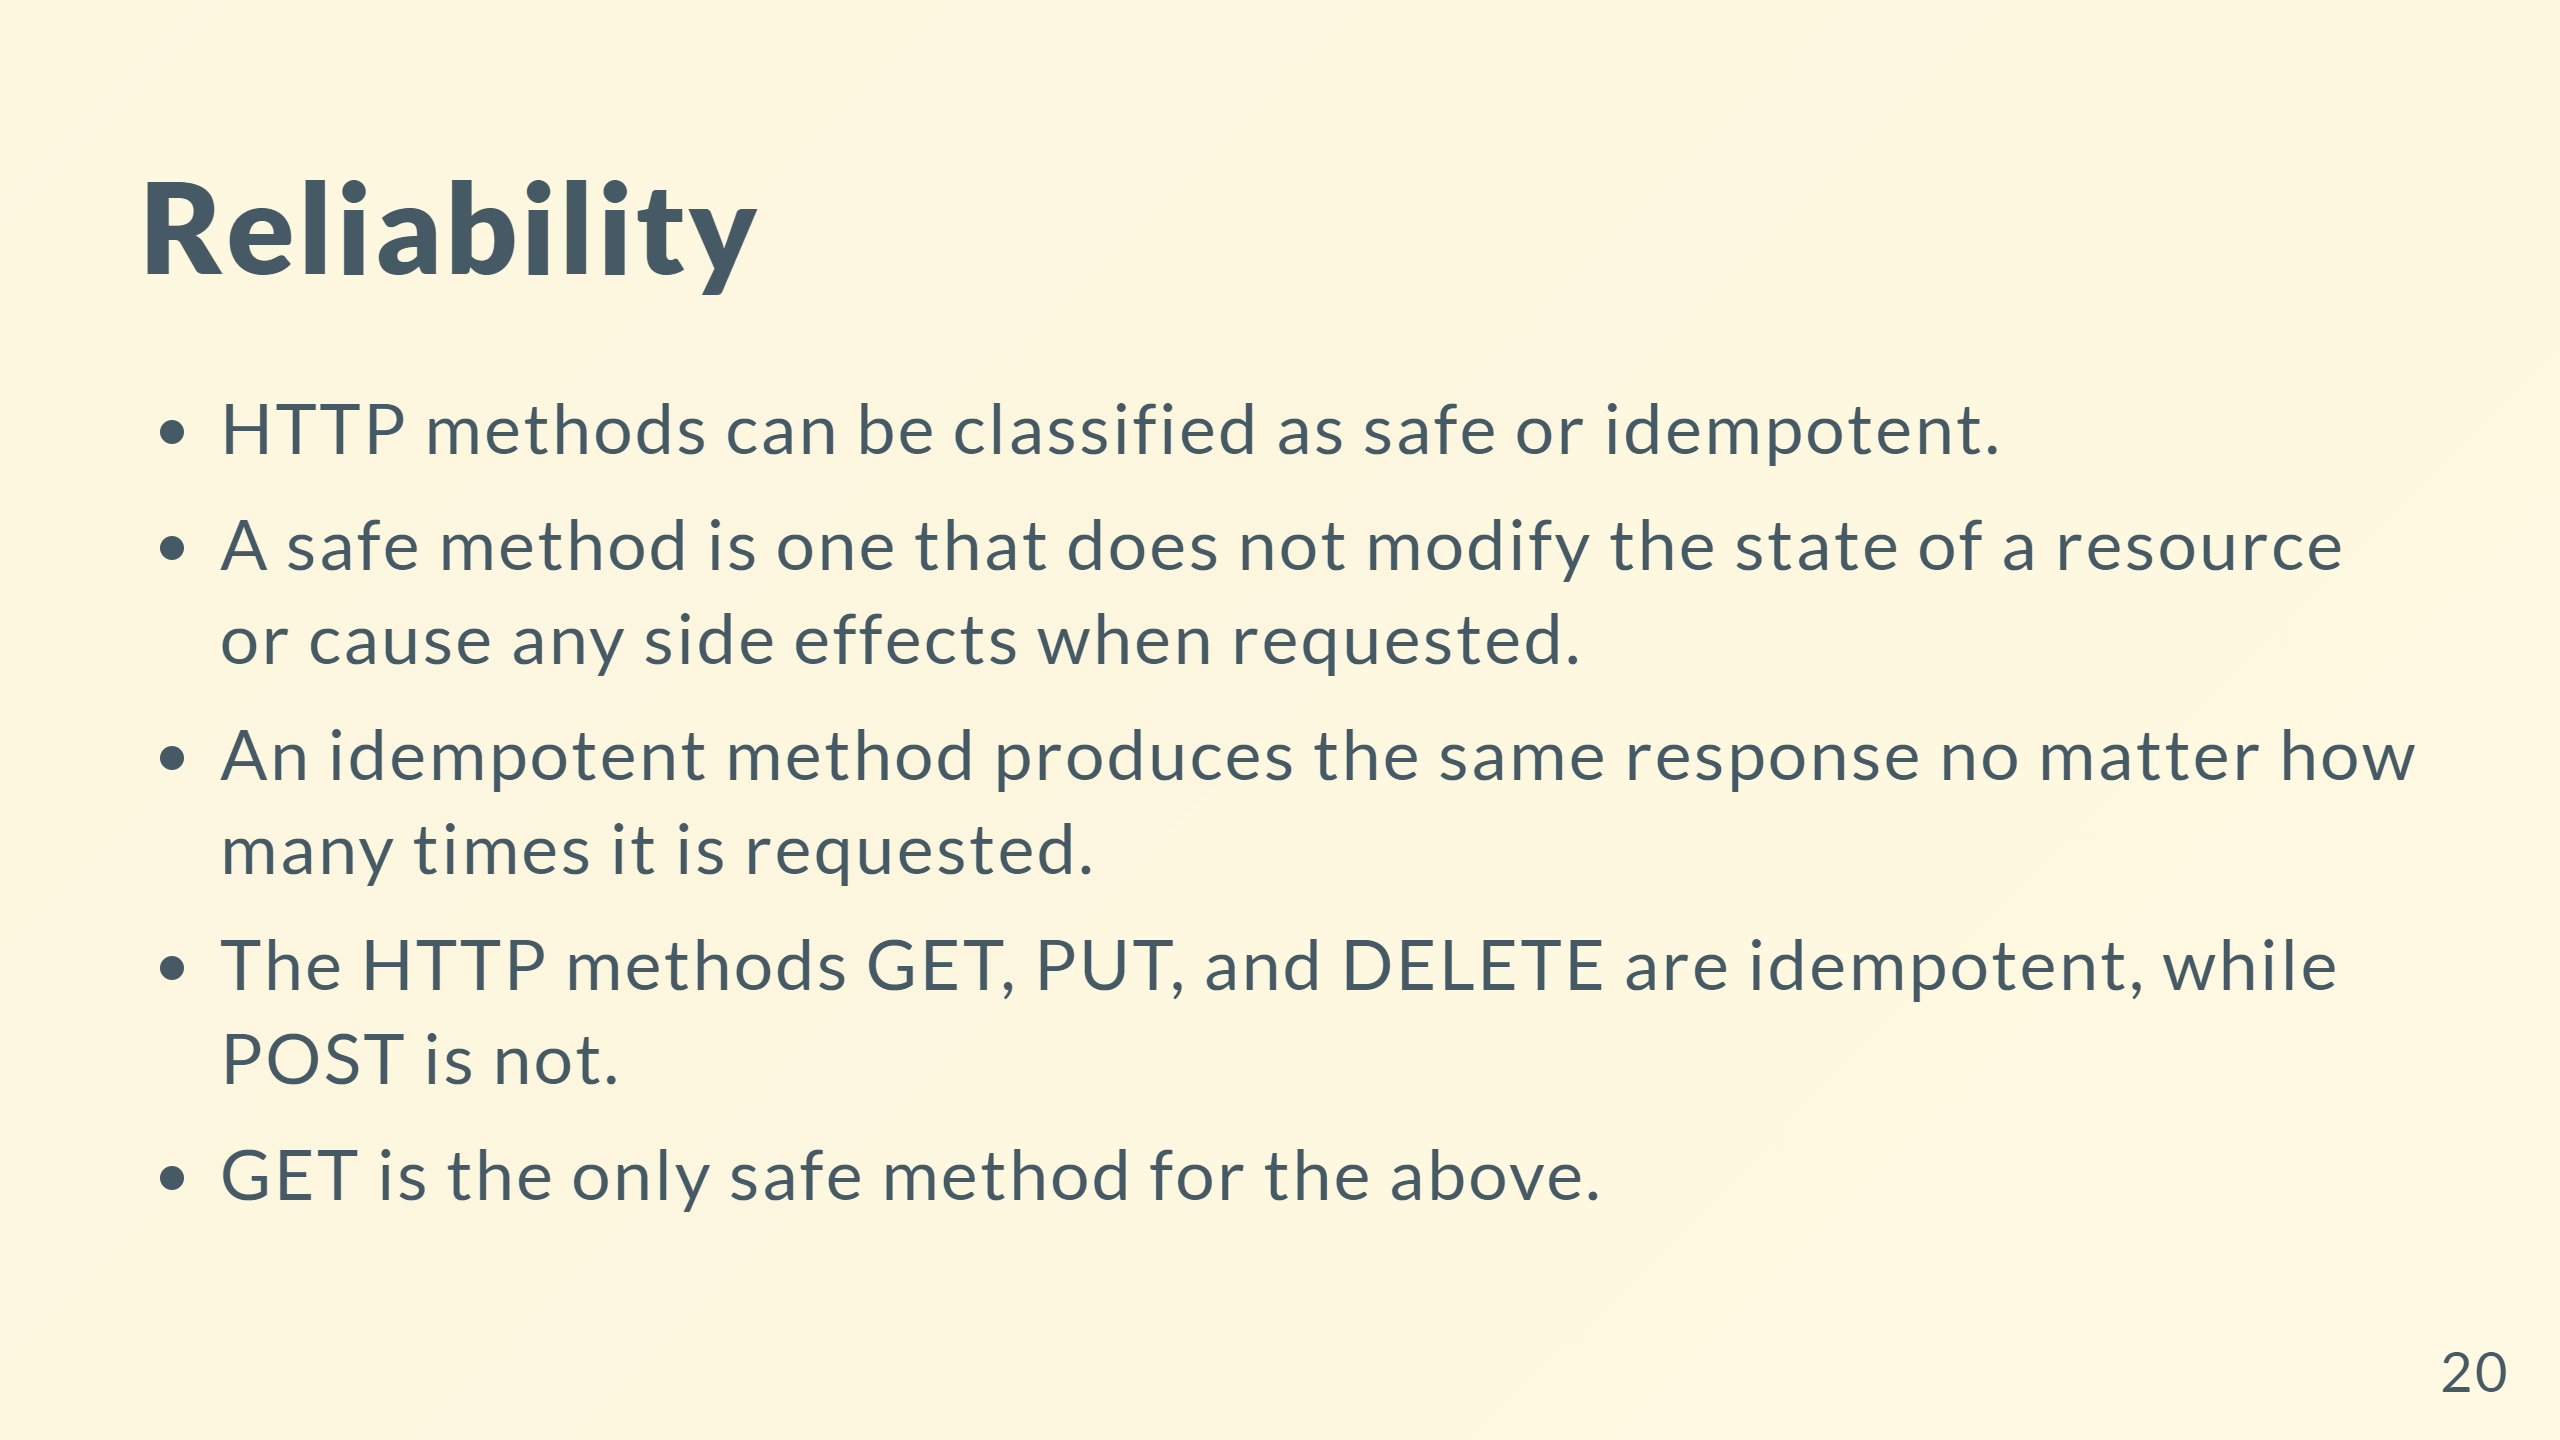 Reliability
• HTTP methods can be classified as safe or idempotent.
• A safe method is one that does not modify the state of a resource
or cause any side effects when requested.
• An idempotent method produces the same response no matter how
many times it is requested.
• The HTTP methods GET, PUT, and DELETE are idempotent, while
POST is not.
• GET is the only safe method for the above.
20